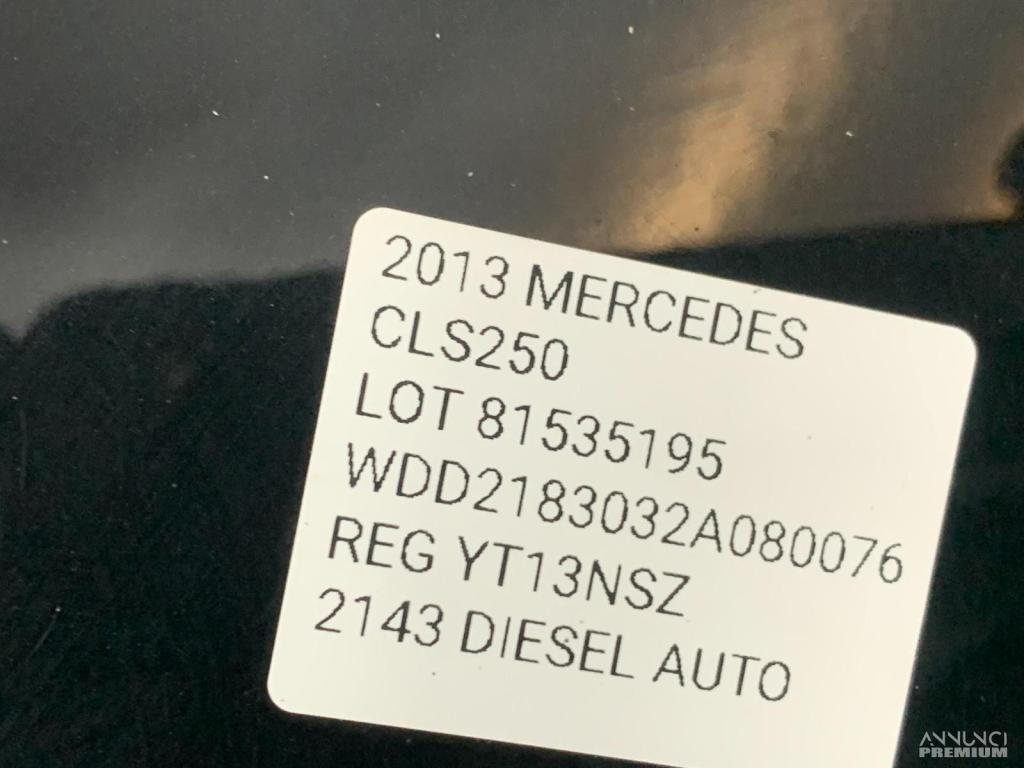 2013 MERCEDES
CLS250
LOT 81535195
WDD2183032A080076
REG YT13NSZ
2143 DIESEL AUTO
ANNUNCI
PREMIUM